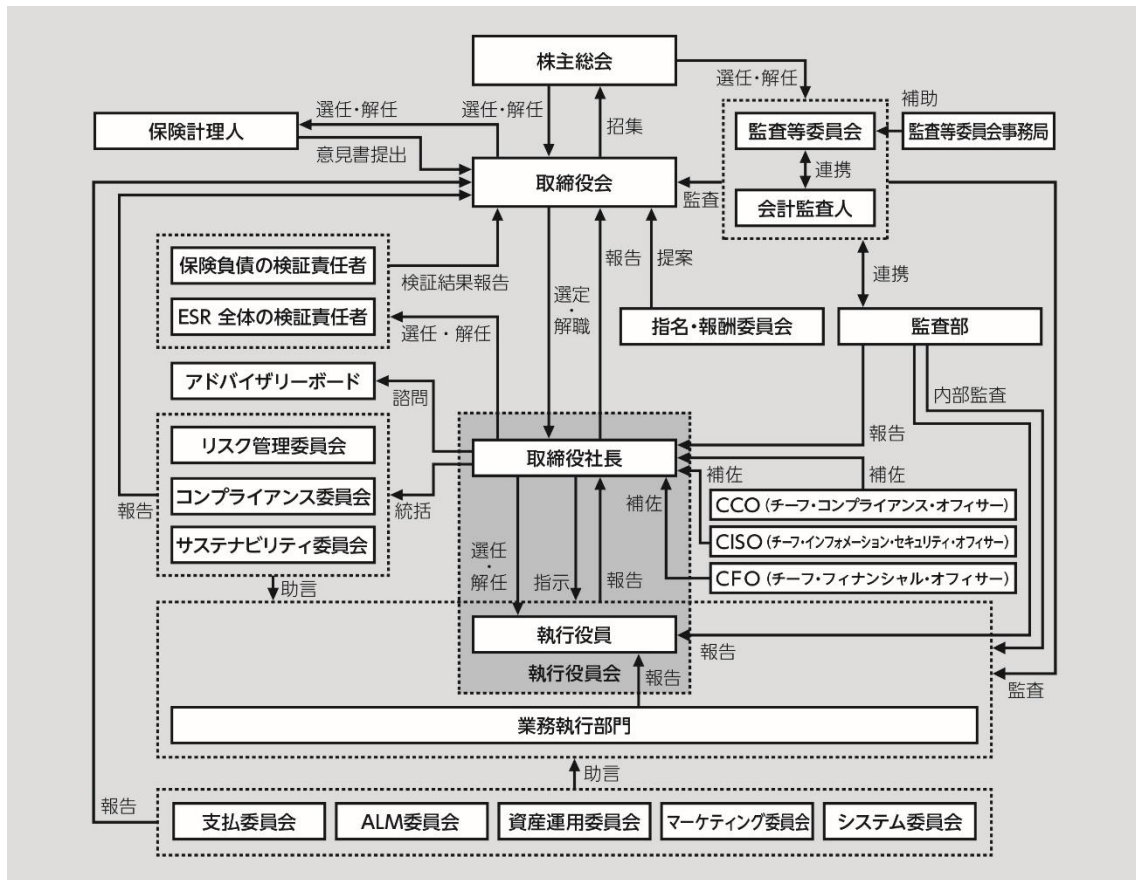 株主総会
選任・解任
選任・解任
選任・解任
招集
補助
保険計理人
監査等委員会
監査等委員会事務局
意見書提出
連携
取締役会
監査
会計監査人
保険負債の検証責任者
検証結果報告
報告
提案
連携
選定・解職
ESR 全体の検証責任者
選任・解任
指名・報酬委員会
監査部
アドバイザリーボード
諮問
内部監査
リスク管理委員会
取締役社長
報告
補佐
補佐
補佐
コンプライアンス委員会
統括
報告
CCO（チーフ・コンプライアンス・オフィサー）
サステナビリティ委員会
CISO（チーフ・インフォメーション・セキュリティ・オフィサー）
選任・解任
指示
報告
CFO（チーフ・フィナンシャル・オフィサー）
助言
執行役員
報告
執行役員会
報告
監査
業務執行部門
助言
報告
支払委員会
ALM委員会
資産運用委員会
マーケティング委員会
システム委員会